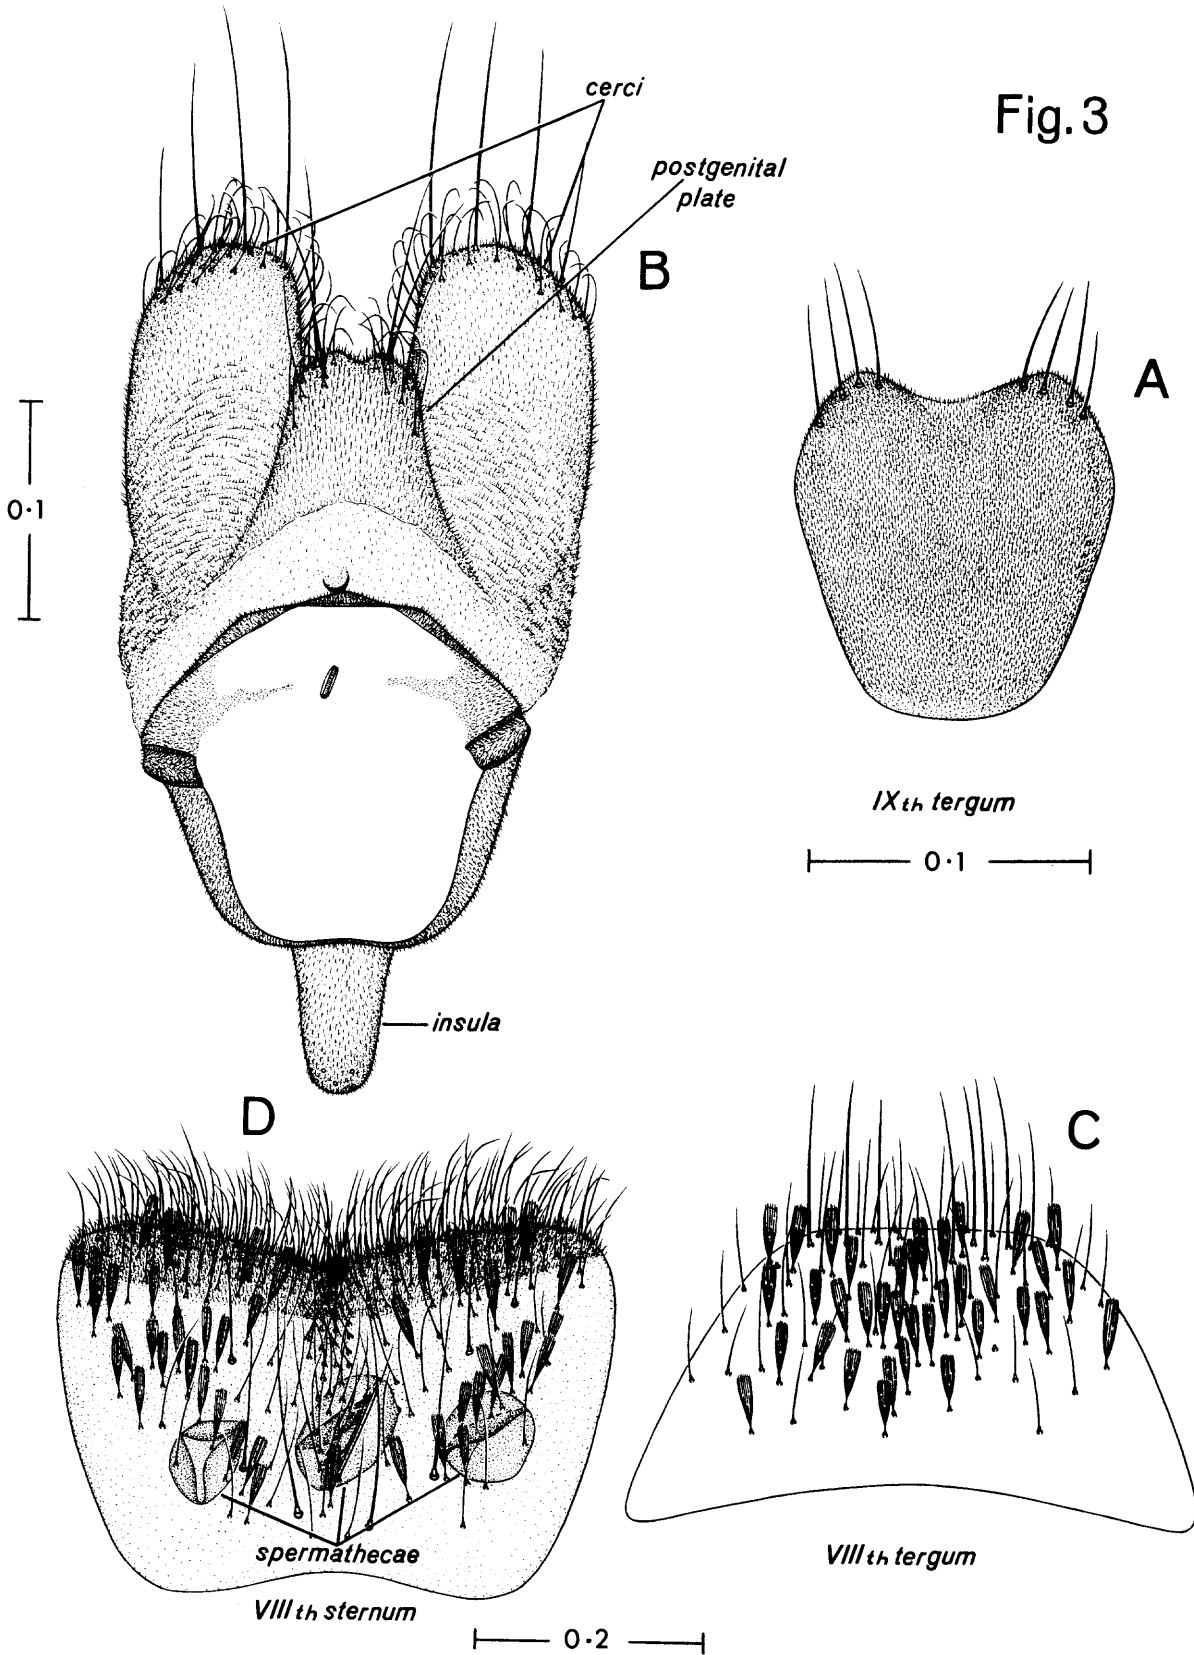 cerci
Fig. 3
postgenital
plate
B
A
0·1
IXth tergum
0·1
insula
D
C
spermathecae
VIIIth tergum
VIIIth sternum
0·2